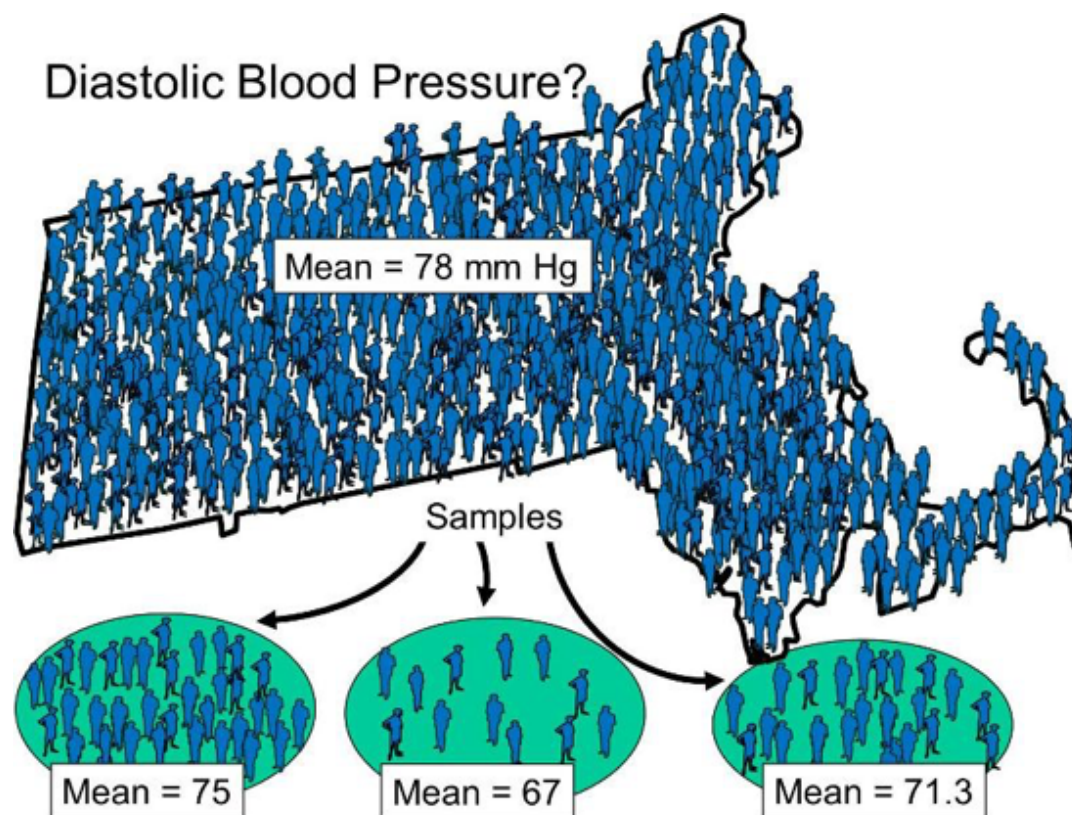 Diastolic Blood Pressure?
Mean = 78 mm Hg
Samples
Mean = 75
Mean = 67
Mean = 71.3